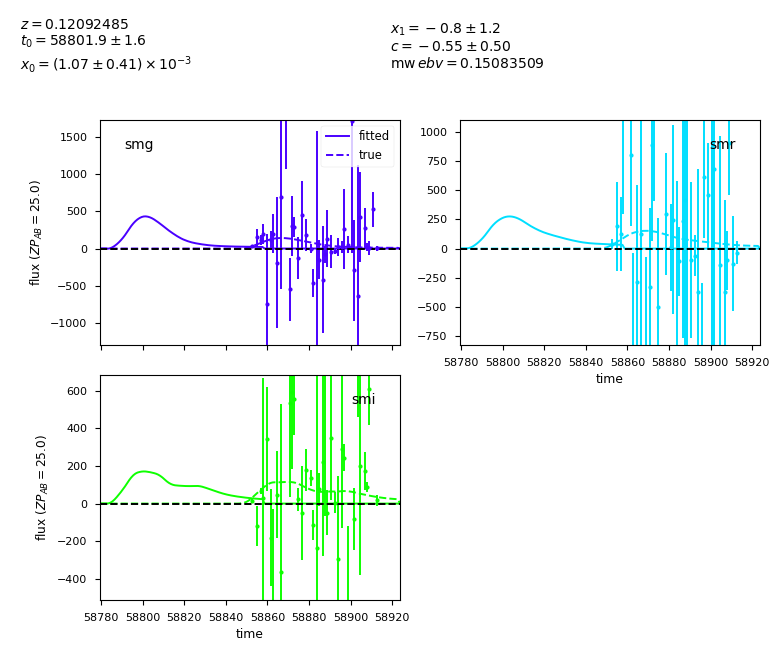 z = 0.12092485
t0 = 58801.9 ± 1.6
x0 = (1.07 ± 0.41) × 10^−3
x1 = −0.8 ± 1.2
c = −0.55 ± 0.50
mw ebv = 0.15083509
smg
fitted
true
1500
1000
500
0
−500
−1000
flux (ZP_AB = 25.0)
smr
1000
750
500
250
0
−250
−500
−750
58780 58800 58820 58840 58860 58880 58900 58920
time
smi
600
400
200
0
−200
−400
flux (ZP_AB = 25.0)
58780 58800 58820 58840 58860 58880 58900 58920
time